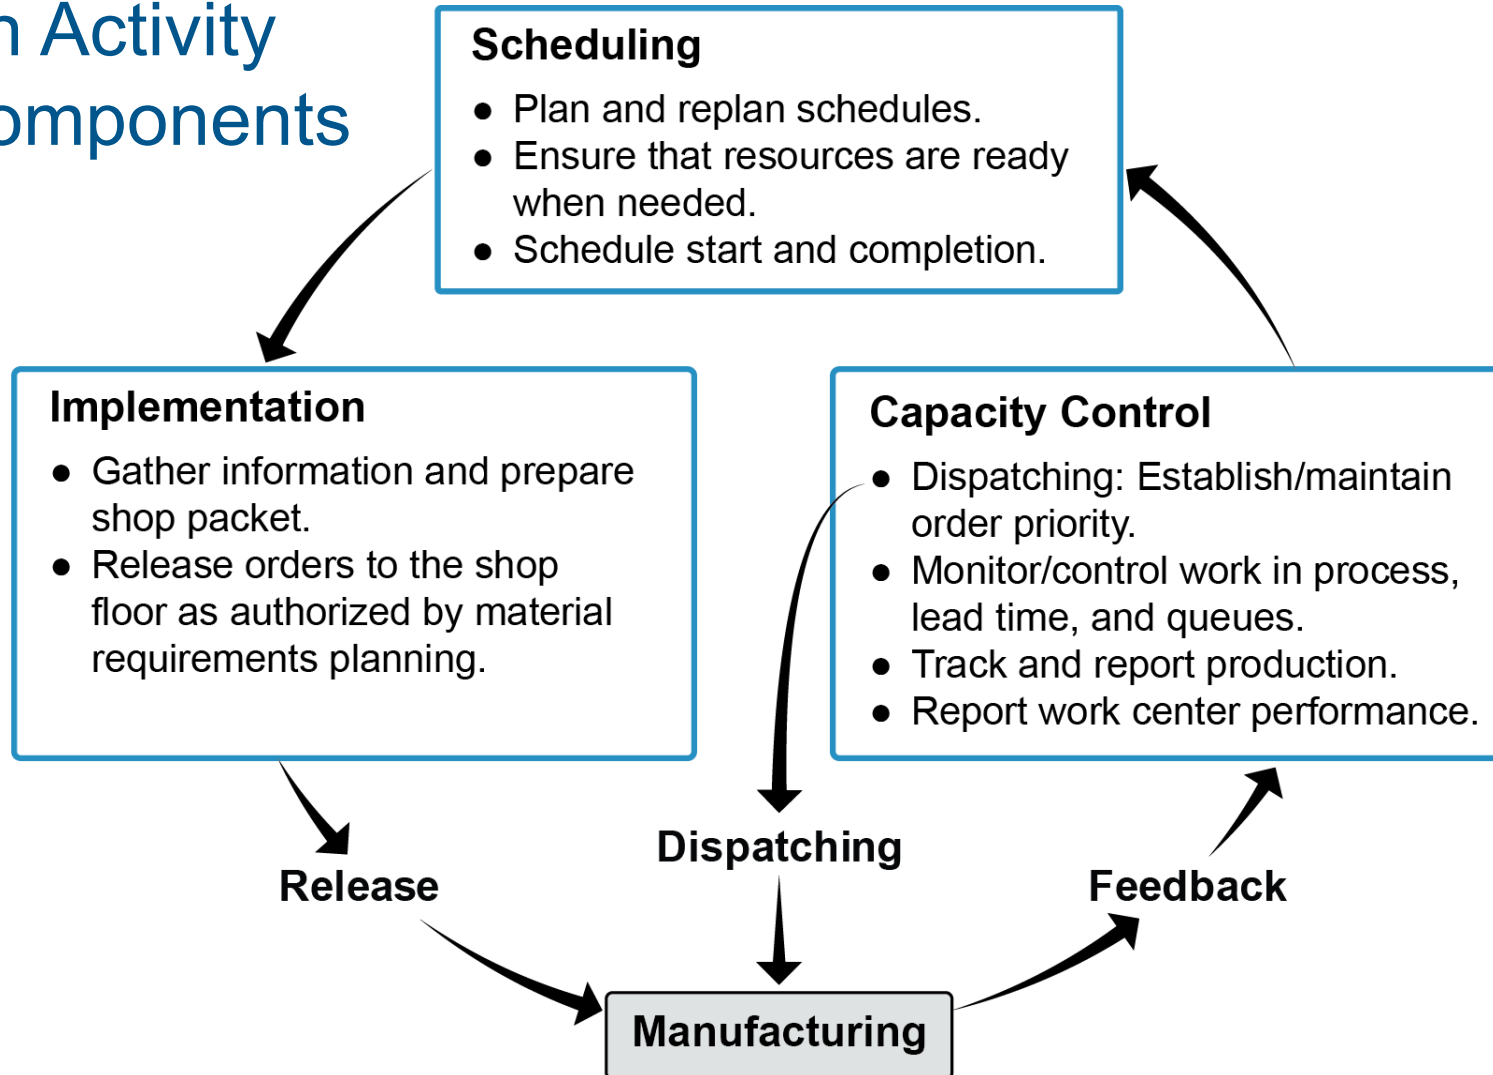 n Activity
omponents
Scheduling
● Plan and replan schedules.
● Ensure that resources are ready
when needed.
● Schedule start and completion.
Implementation
● Gather information and prepare
shop packet.
● Release orders to the shop
floor as authorized by material
requirements planning.
Capacity Control
● Dispatching: Establish/maintain
order priority.
● Monitor/control work in process,
lead time, and queues.
● Track and report production.
● Report work center performance.
Dispatching
Release
Feedback
Manufacturing